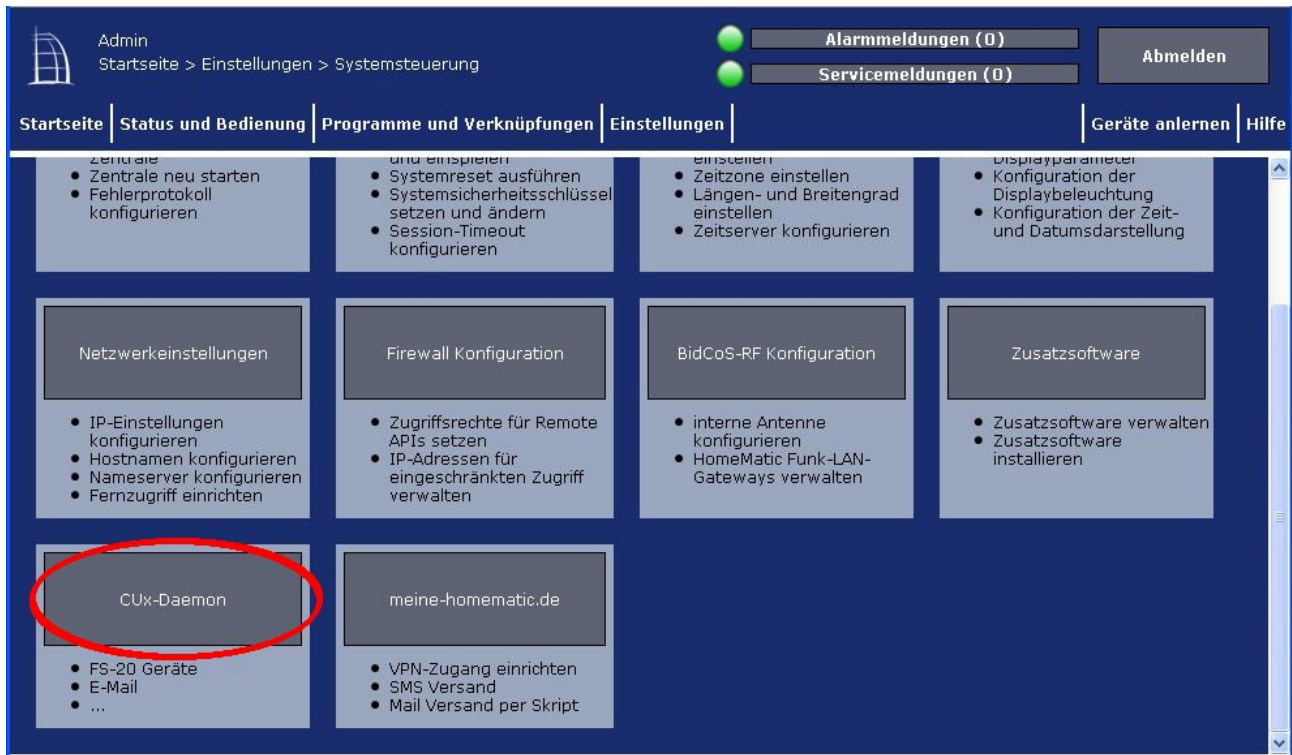 Admin
Startseite > Einstellungen > Systemsteuerung
Alarmmeldungen (0)
Servicemeldungen (0)
Abmelden
Startseite
Status und Bedienung
Programme und Verknüpfungen
Einstellungen
Geräte anlernen
Hilfe
Zentrale
• Zentrale neu starten
• Fehlerprotokoll
konfigurieren
und einspielen
• Systemreset ausführen
• Systemsicherheitsschlüssel
setzen und ändern
• Session-Timeout
konfigurieren
einstellen
• Zeitzone einstellen
• Längen- und Breitengrad
einstellen
• Zeitserver konfigurieren
Displayparameter
• Konfiguration der
Displaybeleuchtung
• Konfiguration der Zeit-
und Datumsdarstellung
Netzwerkeinstellungen
• IP-Einstellungen
konfigurieren
• Hostnamen konfigurieren
• Nameserver konfigurieren
• Fernzugriff einrichten
Firewall Konfiguration
• Zugriffsrechte für Remote
APIs setzen
• IP-Adressen für
eingeschränkten Zugriff
verwalten
BidCoS-RF Konfiguration
• interne Antenne
konfigurieren
• HomeMatic Funk-LAN-
Gateways verwalten
Zusatzsoftware
• Zusatzsoftware verwalten
• Zusatzsoftware
installieren
CUx-Daemon
• FS-20 Geräte
• E-Mail
• ...
meine-homematic.de
• VPN-Zugang einrichten
• SMS Versand
• Mail Versand per Skript